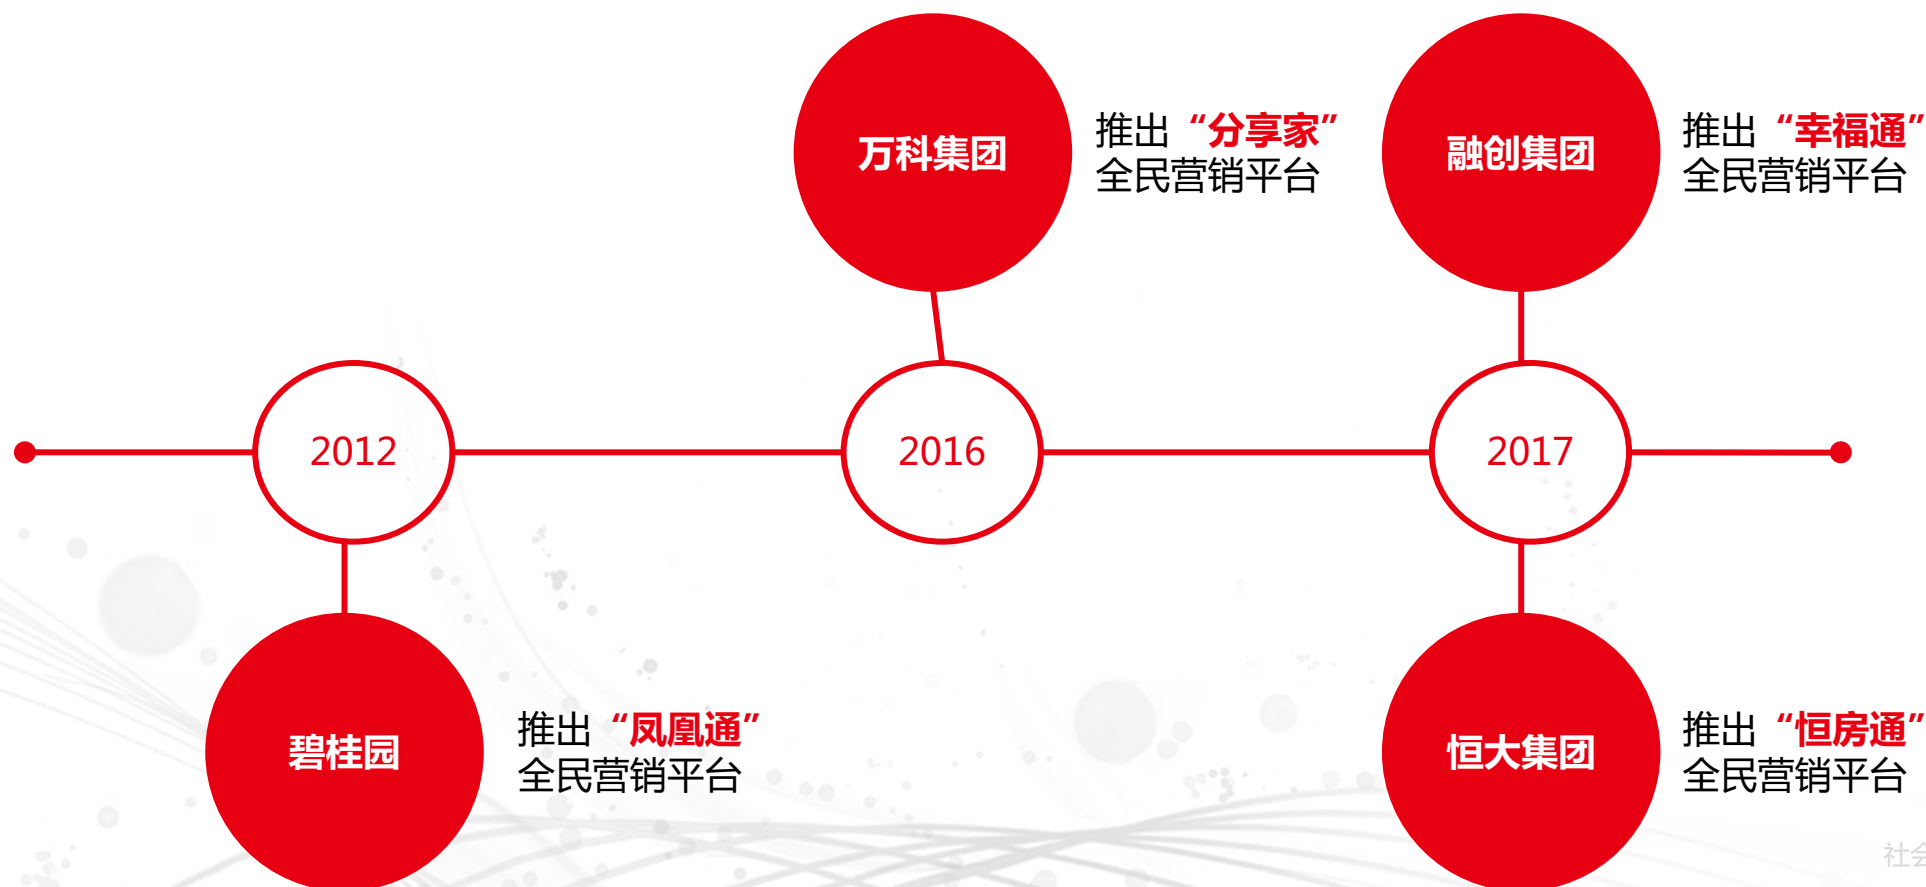 万科集团
推出“分享家”
全民营销平台
融创集团
推出“幸福通”
全民营销平台
2012
2016
2017
碧桂园
推出“凤凰通”
全民营销平台
恒大集团
推出“恒房通”
全民营销平台
社会